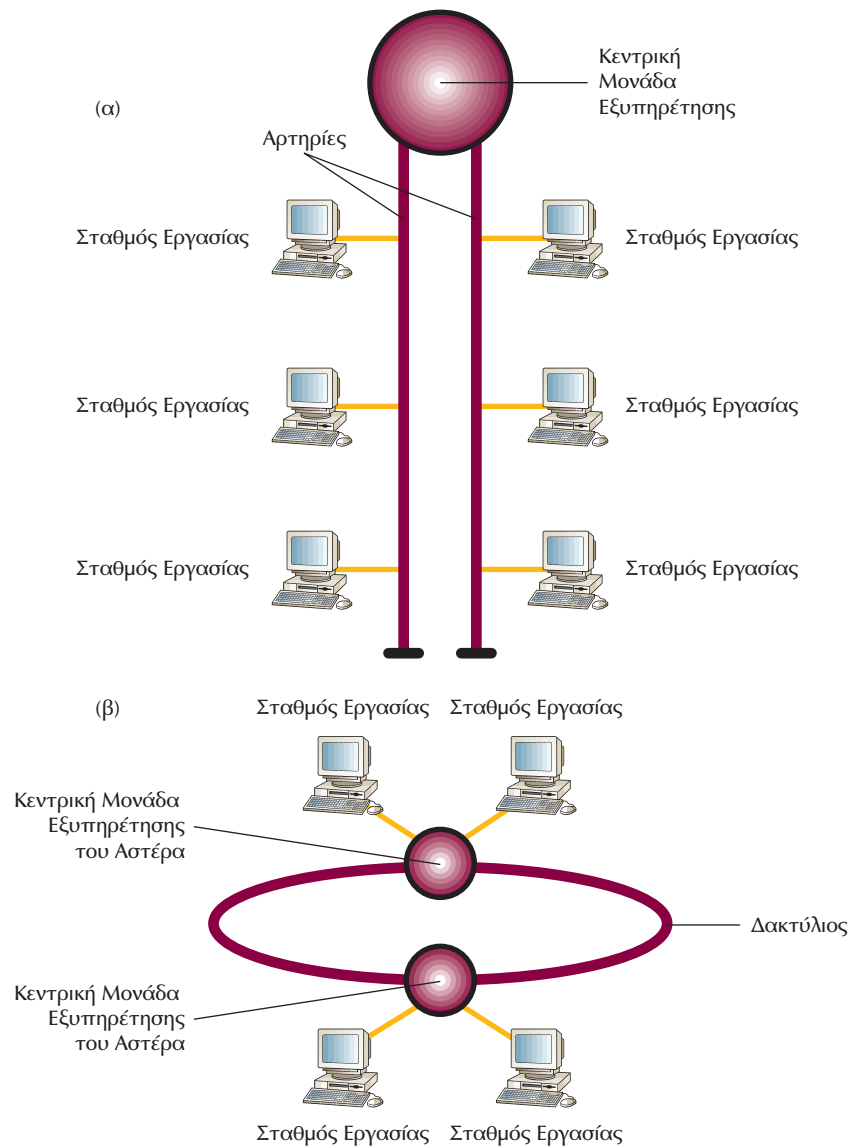 Κεντρική
Μονάδα
Εξυπηρέτησης
(α)
Αρτηρίες
Σταθμός Εργασίας
Σταθμός Εργασίας
Σταθμός Εργασίας
Σταθμός Εργασίας
Σταθμός Εργασίας
Σταθμός Εργασίας
(β)
Σταθμός Εργασίας
Σταθμός Εργασίας
Κεντρική Μονάδα
Εξυπηρέτησης
του Αστέρα
Δακτύλιος
Κεντρική Μονάδα
Εξυπηρέτησης
του Αστέρα
Σταθμός Εργασίας
Σταθμός Εργασίας